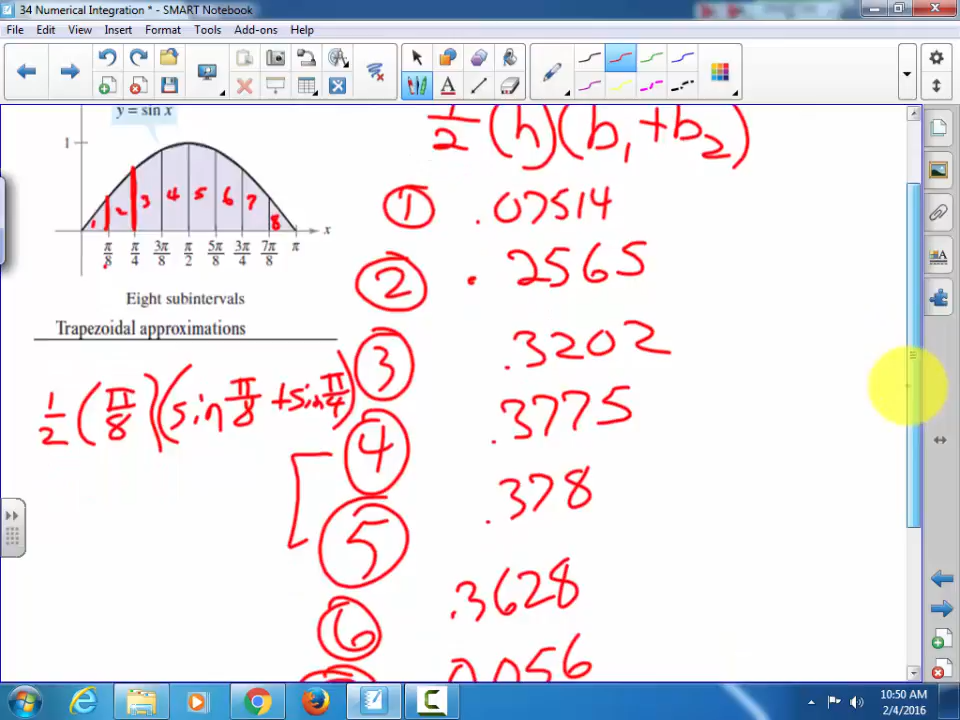 34 Numerical Integration * - SMART Notebook
File Edit View Insert Format Tools Add-ons Help
y = sin x
1
1 2 3 4 5 6 7 8
π/8 π/4 3π/8 π/2 5π/8 3π/4 7π/8 π x
Eight subintervals
Trapezoidal approximations
1/2 (π/8)(sin π/8 + sin π/4)
1/2 (h)(b₁ + b₂)
① .07514
② .2565
③ .3202
④ .3775
⑤ .378
⑥ .3628
0.056
10:50 AM
2/4/2016